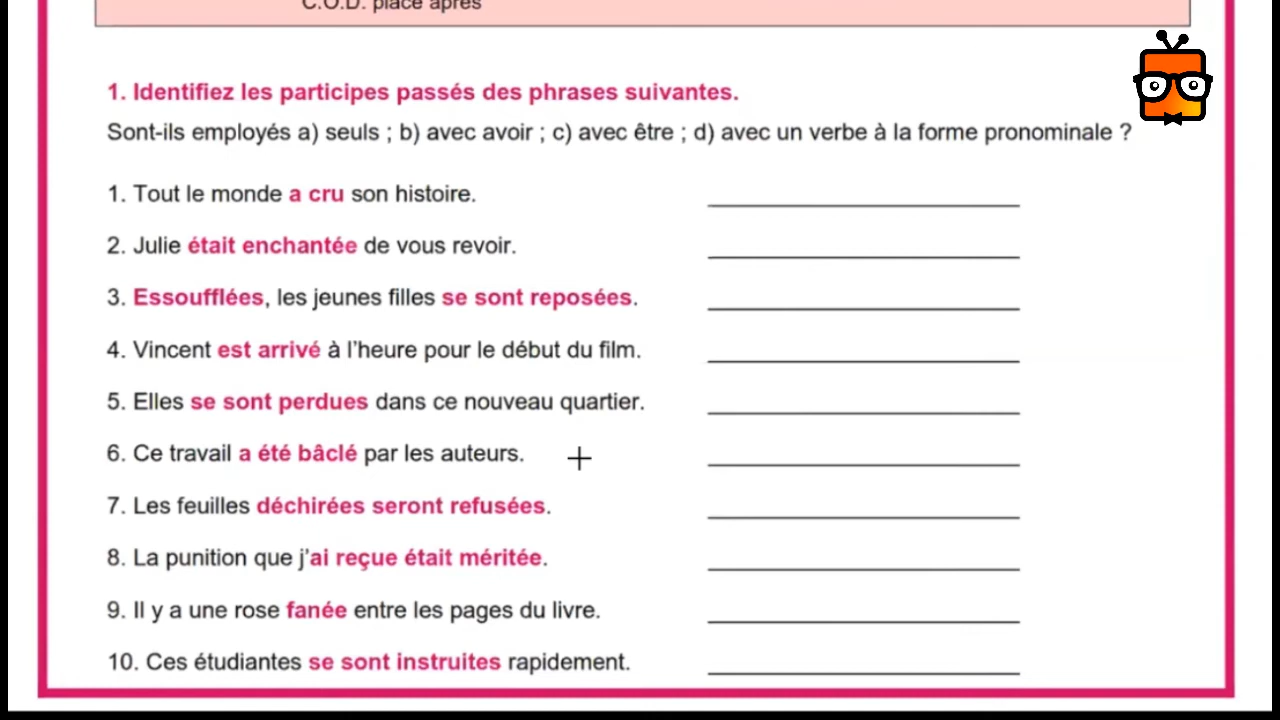 C.O.D. placé après
1. Identifiez les participes passés des phrases suivantes.
Sont-ils employés a) seuls ; b) avec avoir ; c) avec être ; d) avec un verbe à la forme pronominale ?
1. Tout le monde a cru son histoire.
2. Julie était enchantée de vous revoir.
3. Essoufflées, les jeunes filles se sont reposées.
4. Vincent est arrivé à l’heure pour le début du film.
5. Elles se sont perdues dans ce nouveau quartier.
6. Ce travail a été bâclé par les auteurs.
7. Les feuilles déchirées seront refusées.
8. La punition que j’ai reçue était méritée.
9. Il y a une rose fanée entre les pages du livre.
10. Ces étudiantes se sont instruites rapidement.